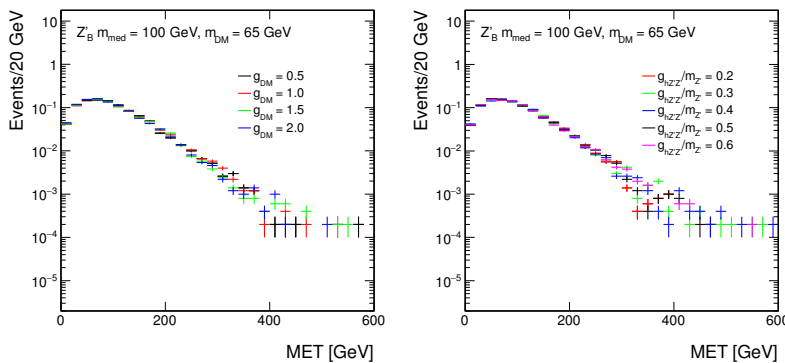 Z'_B m_med = 100 GeV, m_DM = 65 GeV
g_DM = 0.5
g_DM = 1.0
g_DM = 1.5
g_DM = 2.0
Events/20 GeV
10
1
10^-1
10^-2
10^-3
10^-4
10^-5
0
200
400
600
MET [GeV]
Z'_B m_med = 100 GeV, m_DM = 65 GeV
g_hZ'Z'/m_Z' = 0.2
g_hZ'Z'/m_Z' = 0.3
g_hZ'Z'/m_Z' = 0.4
g_hZ'Z'/m_Z' = 0.5
g_hZ'Z'/m_Z' = 0.6
Events/20 GeV
10
1
10^-1
10^-2
10^-3
10^-4
10^-5
0
200
400
600
MET [GeV]